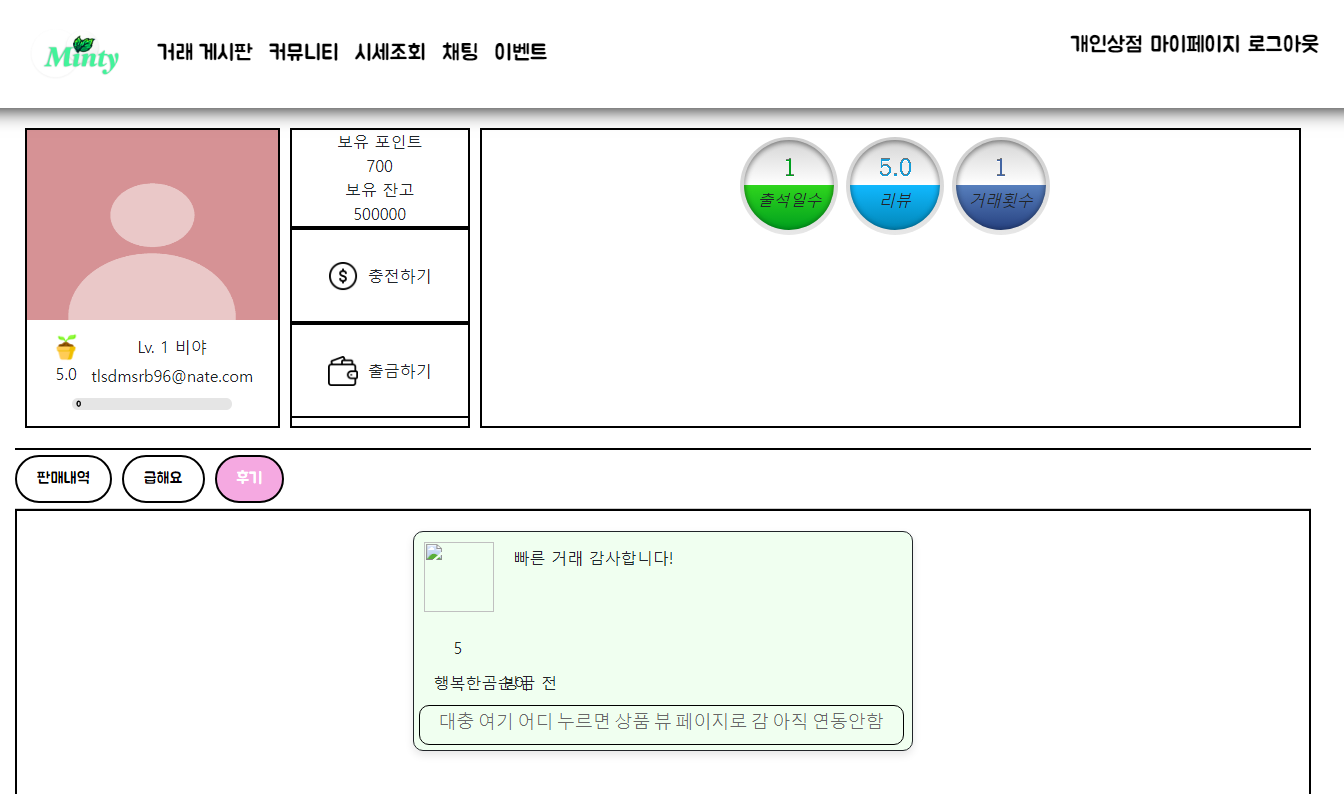 Minty
거래 게시판 커뮤니티 시세조회 채팅 이벤트
개인상점 마이페이지 로그아웃
Lv. 1 비야
5.0 tlsdmsrb96@nate.com
0
보유 포인트
700
보유 잔고
500000
충전하기
출금하기
1
출석일수
5.0
리뷰
1
거래횟수
판매내역 급해요 후기
빠른 거래 감사합니다!
5
행복한곰순이 방금 전
대충 여기 어디 누르면 상품 뷰 페이지로 감 아직 연동안함